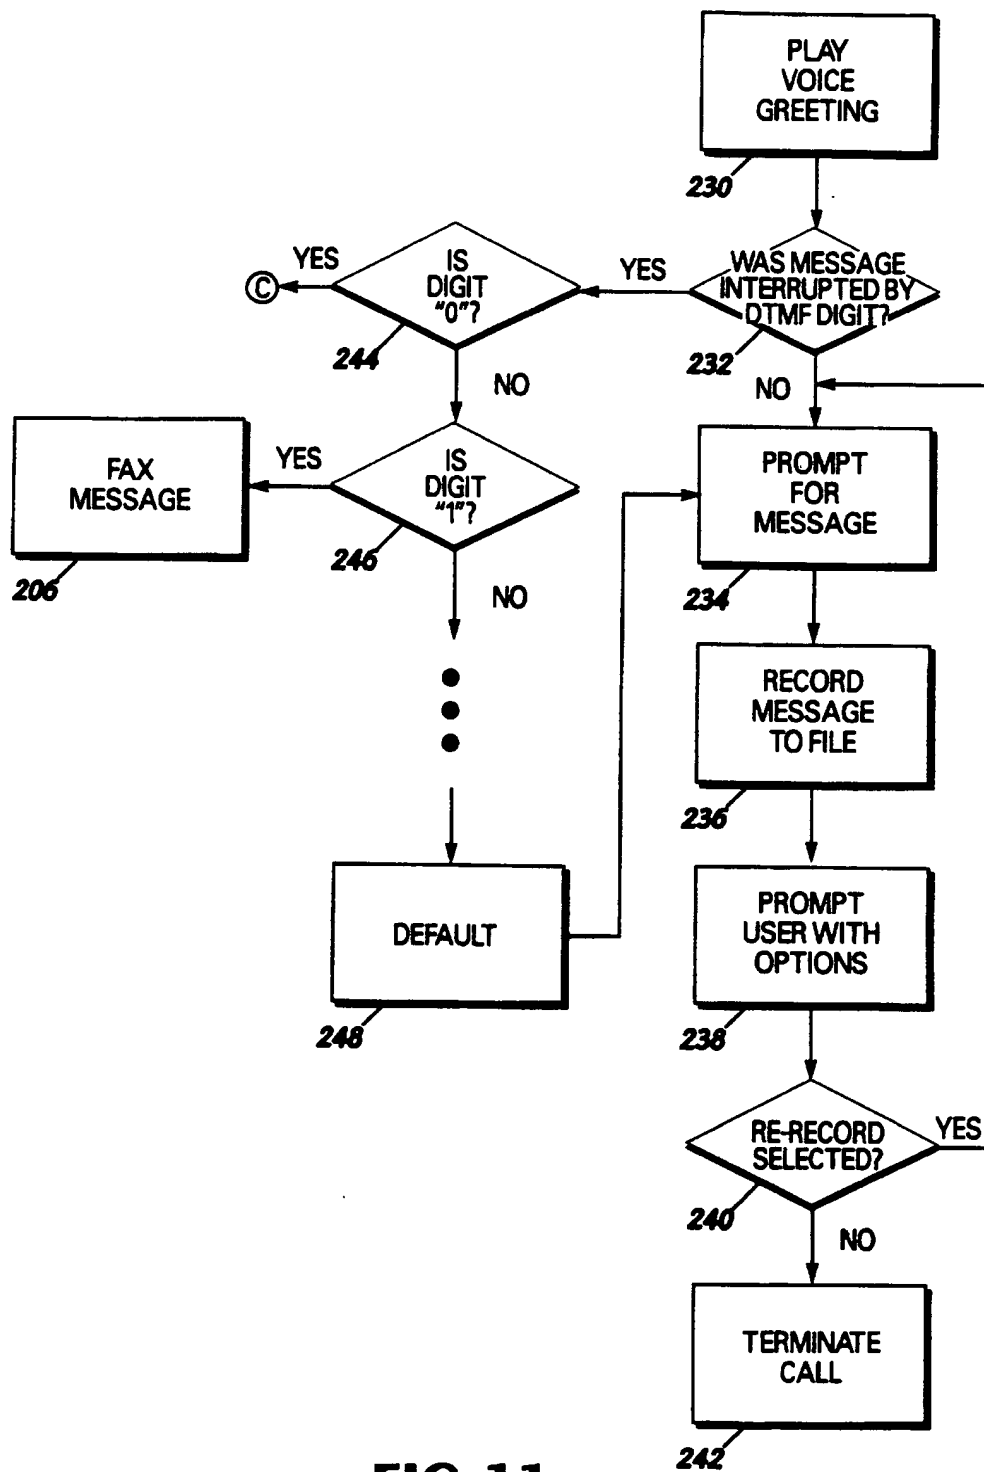 PLAY
VOICE
GREETING
230
WAS MESSAGE
INTERRUPTED BY
DTMF DIGIT?
232
YES
NO
IS
DIGIT
"0"?
244
YES
C
NO
IS
DIGIT
"1"?
246
YES
FAX
MESSAGE
206
NO
DEFAULT
248
PROMPT
FOR
MESSAGE
234
RECORD
MESSAGE
TO FILE
236
PROMPT
USER WITH
OPTIONS
238
RE-RECORD
SELECTED?
240
YES
NO
TERMINATE
CALL
242
FIG. 11